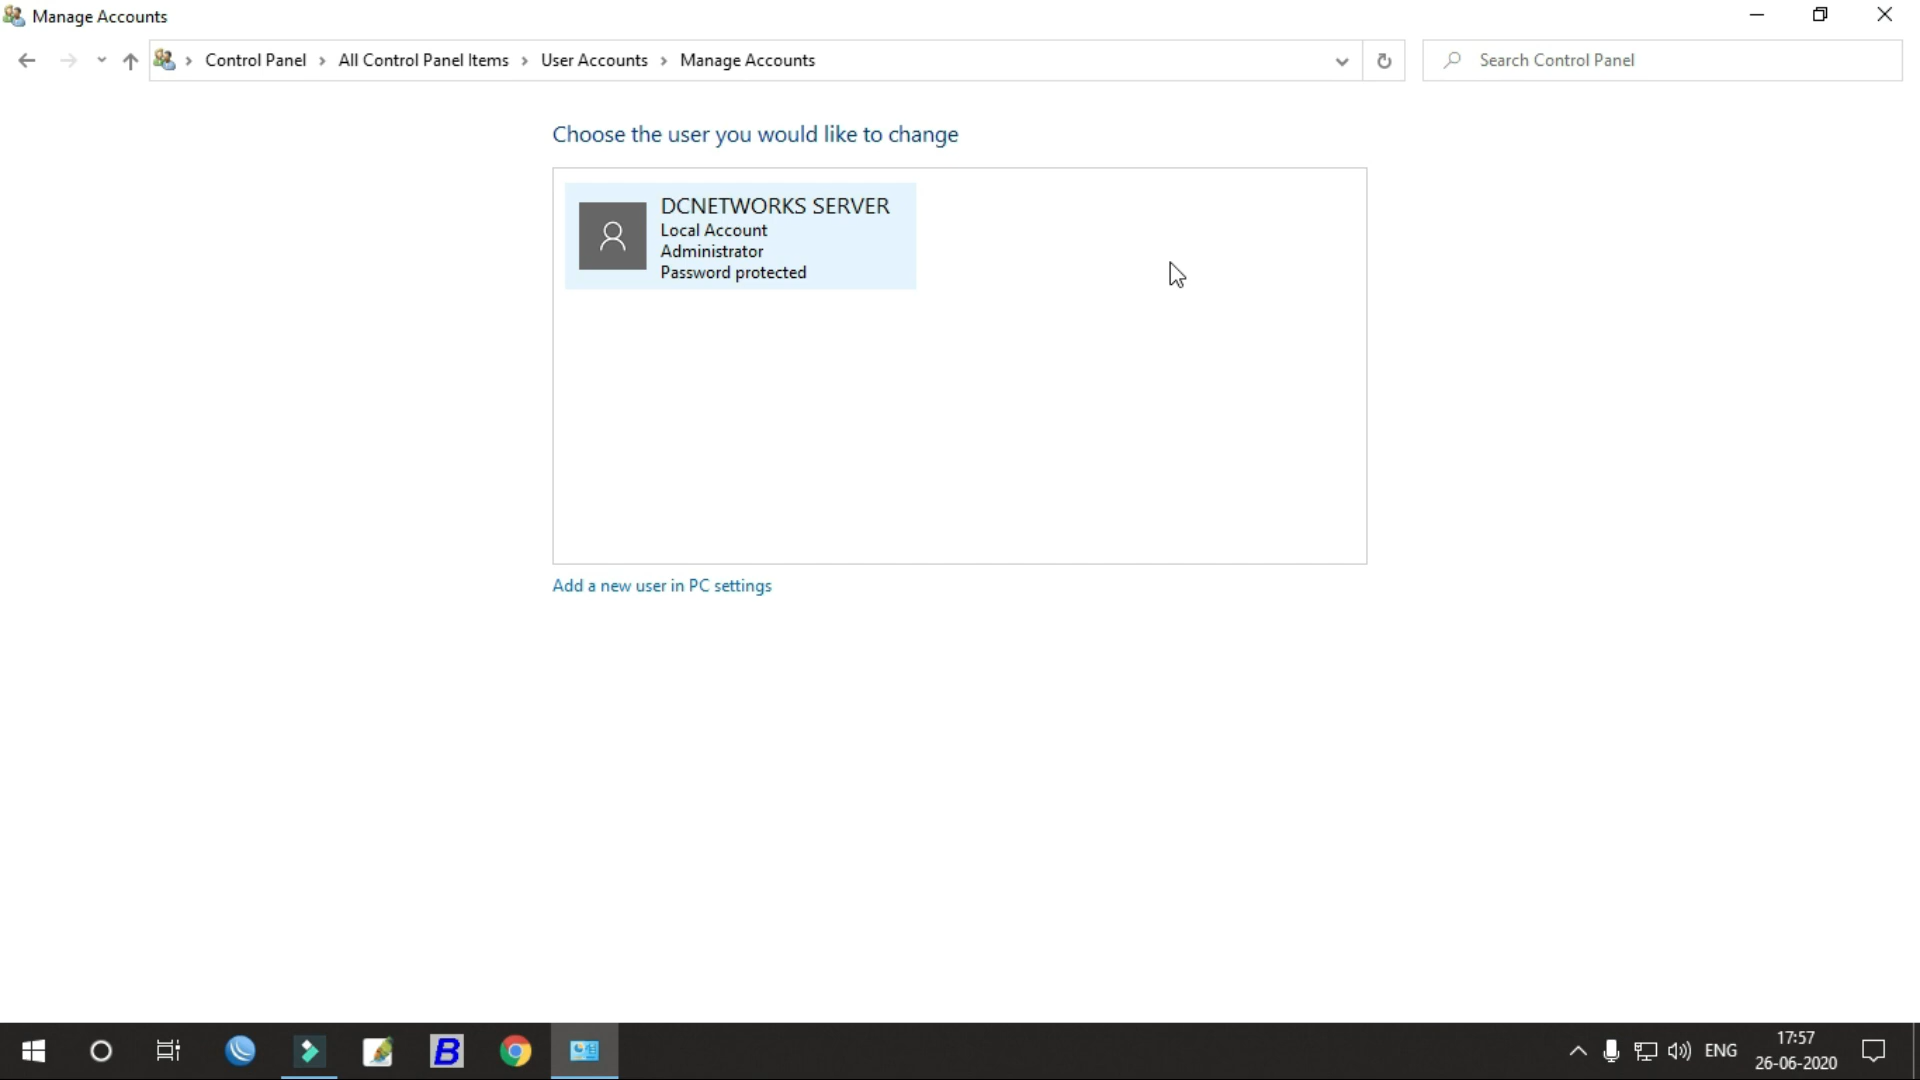 Manage Accounts
Control Panel > All Control Panel Items > User Accounts > Manage Accounts
Search Control Panel
Choose the user you would like to change
DCNETWORKS SERVER
Local Account
Administrator
Password protected
Add a new user in PC settings
B
ENG
17:57
26-06-2020